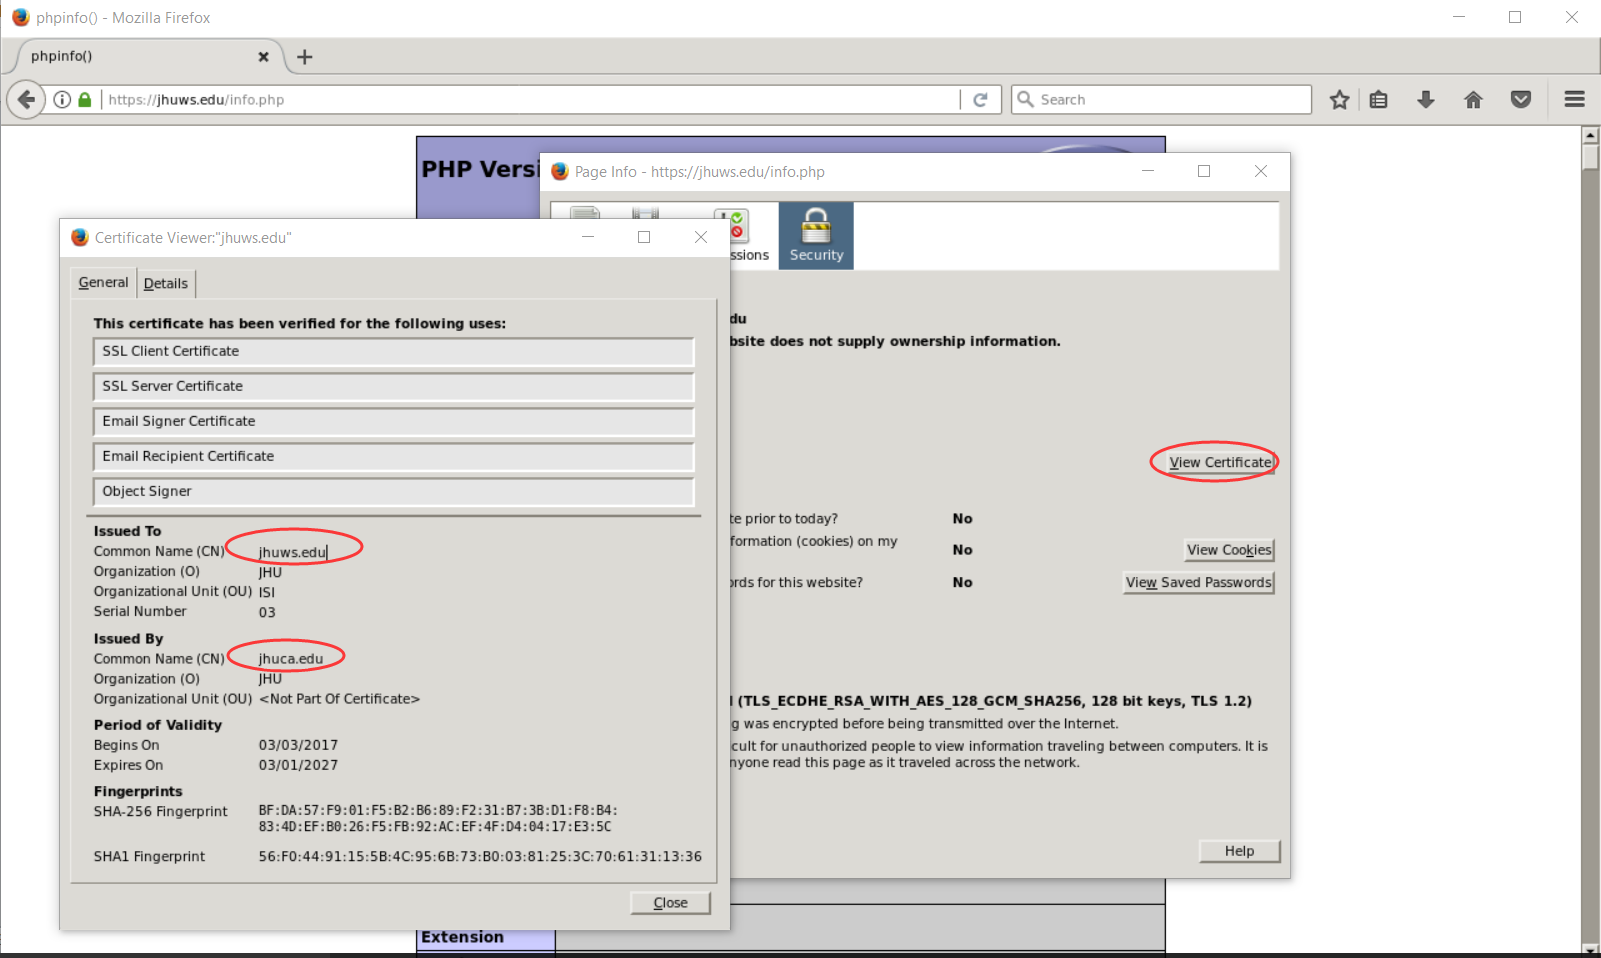 phpinfo() - Mozilla Firefox
phpinfo()
https://jhuws.edu/info.php
Search
PHP Versi
Page Info - https://jhuws.edu/info.php
ssions
Security
du
bsite does not supply ownership information.
View Certificate
te prior to today?
No
formation (cookies) on my
No
View Cookies
ords for this website?
No
View Saved Passwords
(TLS_ECDHE_RSA_WITH_AES_128_GCM_SHA256, 128 bit keys, TLS 1.2)
g was encrypted before being transmitted over the Internet.
cult for unauthorized people to view information traveling between computers. It is
nyone read this page as it traveled across the network.
Help
Certificate Viewer:"jhuws.edu"
General
Details
This certificate has been verified for the following uses:
SSL Client Certificate
SSL Server Certificate
Email Signer Certificate
Email Recipient Certificate
Object Signer
Issued To
Common Name (CN) jhuws.edu
Organization (O) JHU
Organizational Unit (OU) ISI
Serial Number 03
Issued By
Common Name (CN) jhuca.edu
Organization (O) JHU
Organizational Unit (OU) <Not Part Of Certificate>
Period of Validity
Begins On 03/03/2017
Expires On 03/01/2027
Fingerprints
SHA-256 Fingerprint BF:DA:57:F9:01:F5:B2:B6:89:F2:31:B7:3B:D1:F8:B4:
83:4D:EF:B0:26:F5:FB:92:AC:EF:4F:D4:04:17:E3:5C
SHA1 Fingerprint 56:F0:44:91:15:5B:4C:95:6B:73:B0:03:81:25:3C:70:61:31:13:36
Close
Extension